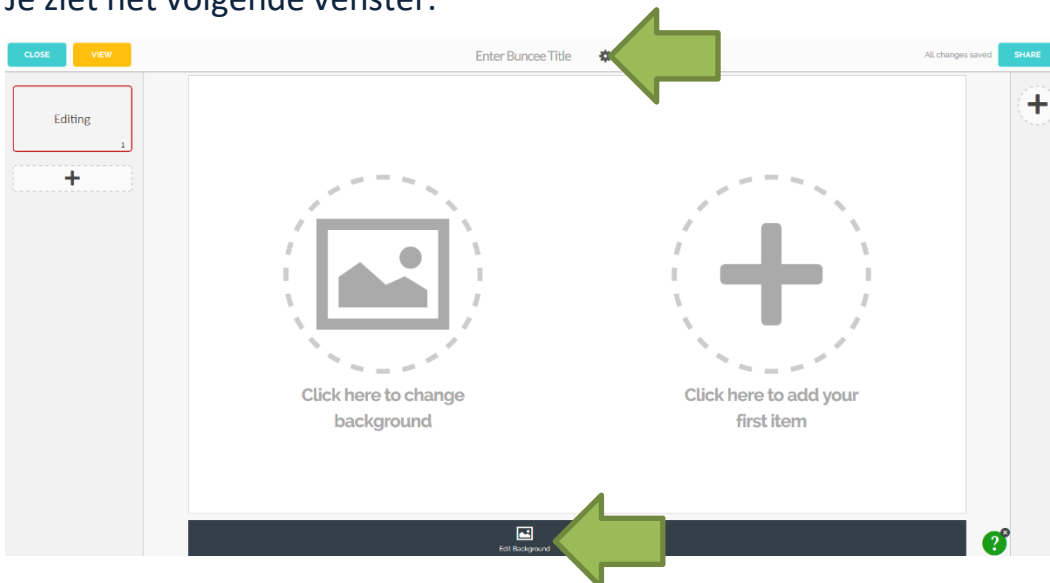 Je ziet het volgende venster:
CLOSE VIEW Enter Buncee Title All changes saved SHARE
Editing
1
Click here to change
background
Click here to add your
first item
Edit Background
?